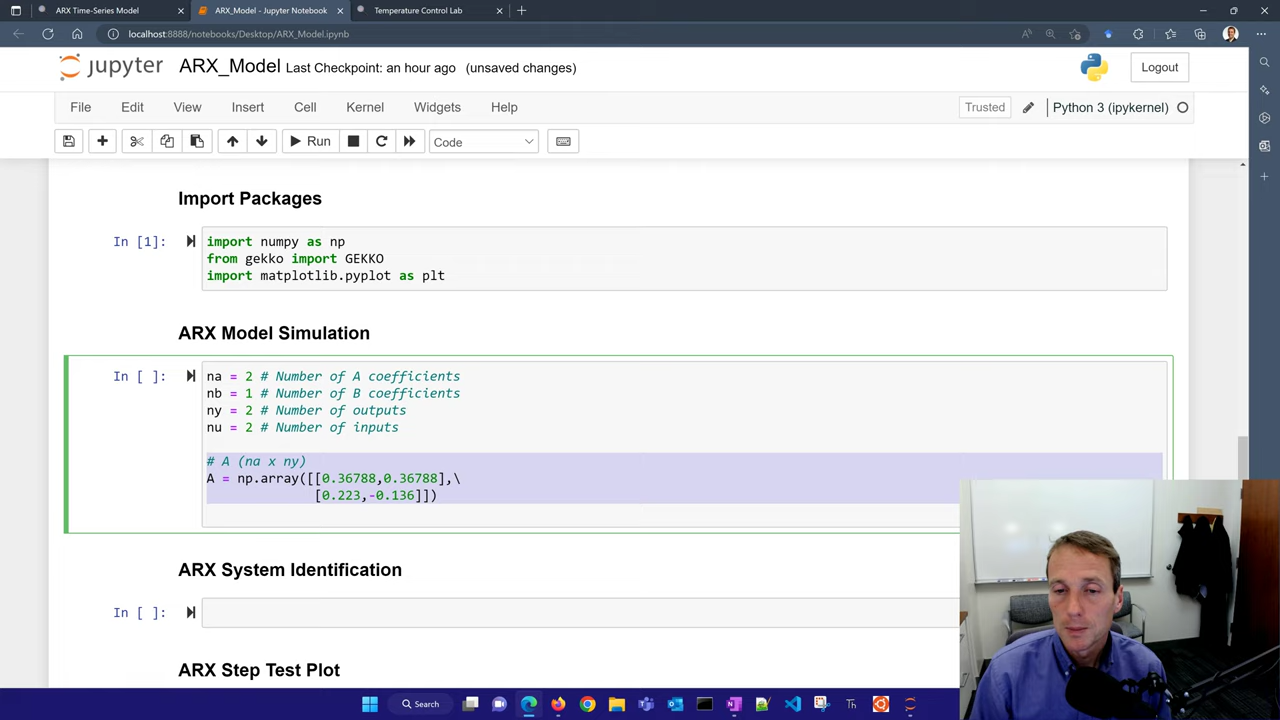 ARX Time-Series Model
ARX_Model - Jupyter Notebook
Temperature Control Lab
localhost:8888/notebooks/Desktop/ARX_Model.ipynb
jupyter ARX_Model Last Checkpoint: an hour ago (unsaved changes)
Logout
File Edit View Insert Cell Kernel Widgets Help
Trusted
Python 3 (ipykernel)
Run
Code
Import Packages
In [1]:
import numpy as np
from gekko import GEKKO
import matplotlib.pyplot as plt
ARX Model Simulation
In [ ]:
na = 2 # Number of A coefficients
nb = 1 # Number of B coefficients
ny = 2 # Number of outputs
nu = 2 # Number of inputs
# A (na x ny)
A = np.array([[0.36788,0.36788],\
[0.223,-0.136]])
ARX System Identification
In [ ]:
ARX Step Test Plot
Search